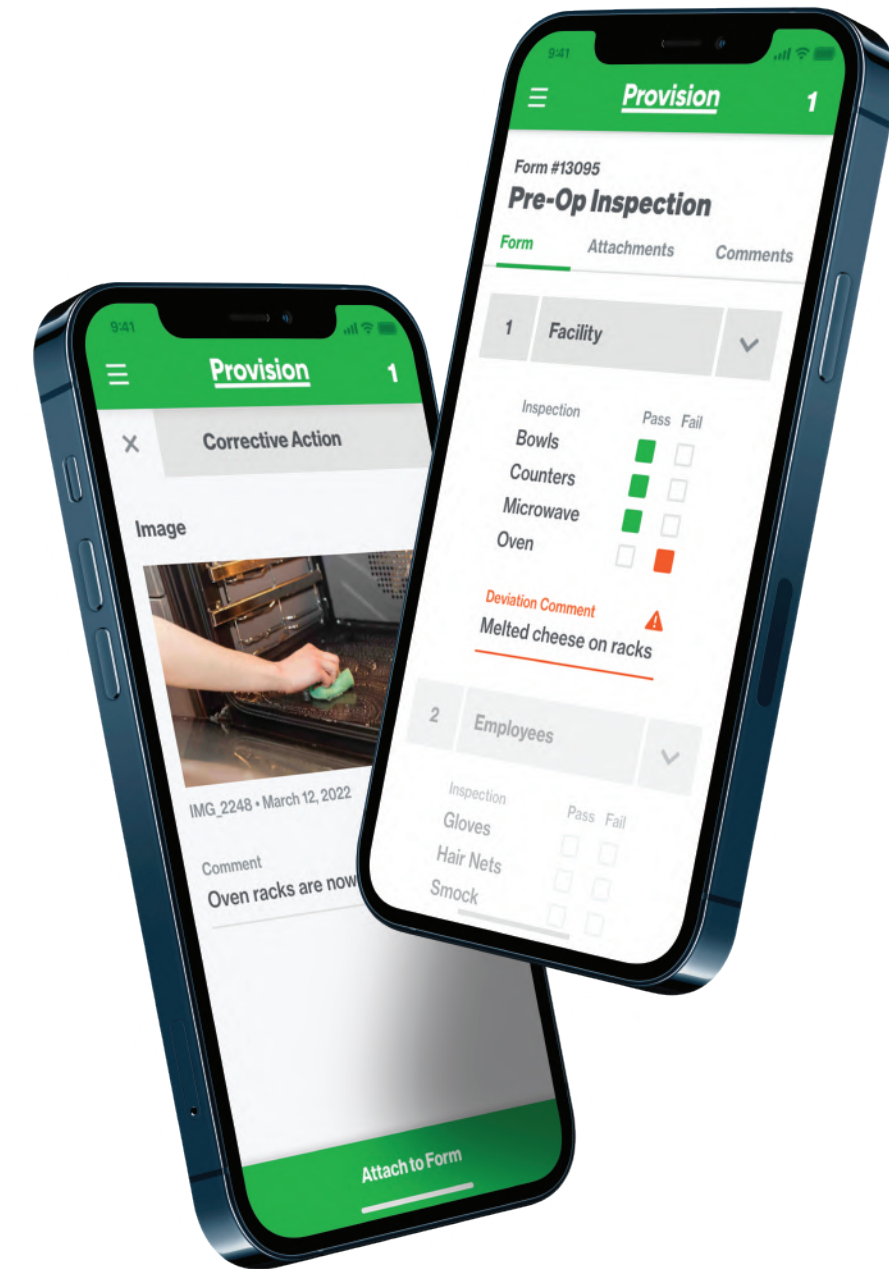 9:41
Provision
1
Corrective Action
Image
IMG_2248 • March 12, 2022
Comment
Oven racks are now
Attach to Form
9:41
Provision
1
Form #13095
Pre-Op Inspection
Form Attachments Comments
1 Facility
Inspection Pass Fail
Bowls
Counters
Microwave
Oven
Deviation Comment
Melted cheese on racks
2 Employees
Inspection Pass Fail
Gloves
Hair Nets
Smock